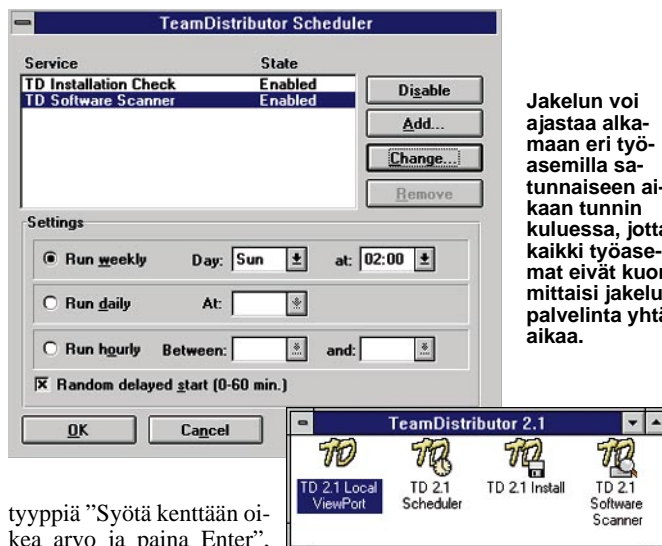 TeamDistributor Scheduler
Service State
TD Installation Check Enabled
TD Software Scanner Enabled
Disable
Add...
Change...
Remove
Settings
Run weekly Day: Sun at: 02:00
Run daily At:
Run hourly Between: and:
Random delayed start (0-60 min.)
OK Cancel
Jakelun voi
ajastaa alka-
maan eri työ-
asemilla sa-
tunnaiseen ai-
kaan tunnin
kuluessa, jotta
kaikki työase-
mat eivät kuor
mittaisi jakelu
palvelinta yhtä
aikaa.
TeamDistributor 2.1
TD 2.1 Local ViewPort
TD 2.1 Scheduler
TD 2.1 Install
TD 2.1 Software Scanner
tyyppiä ”Syötä kenttään oi-
kea arvo ja paina Enter”.